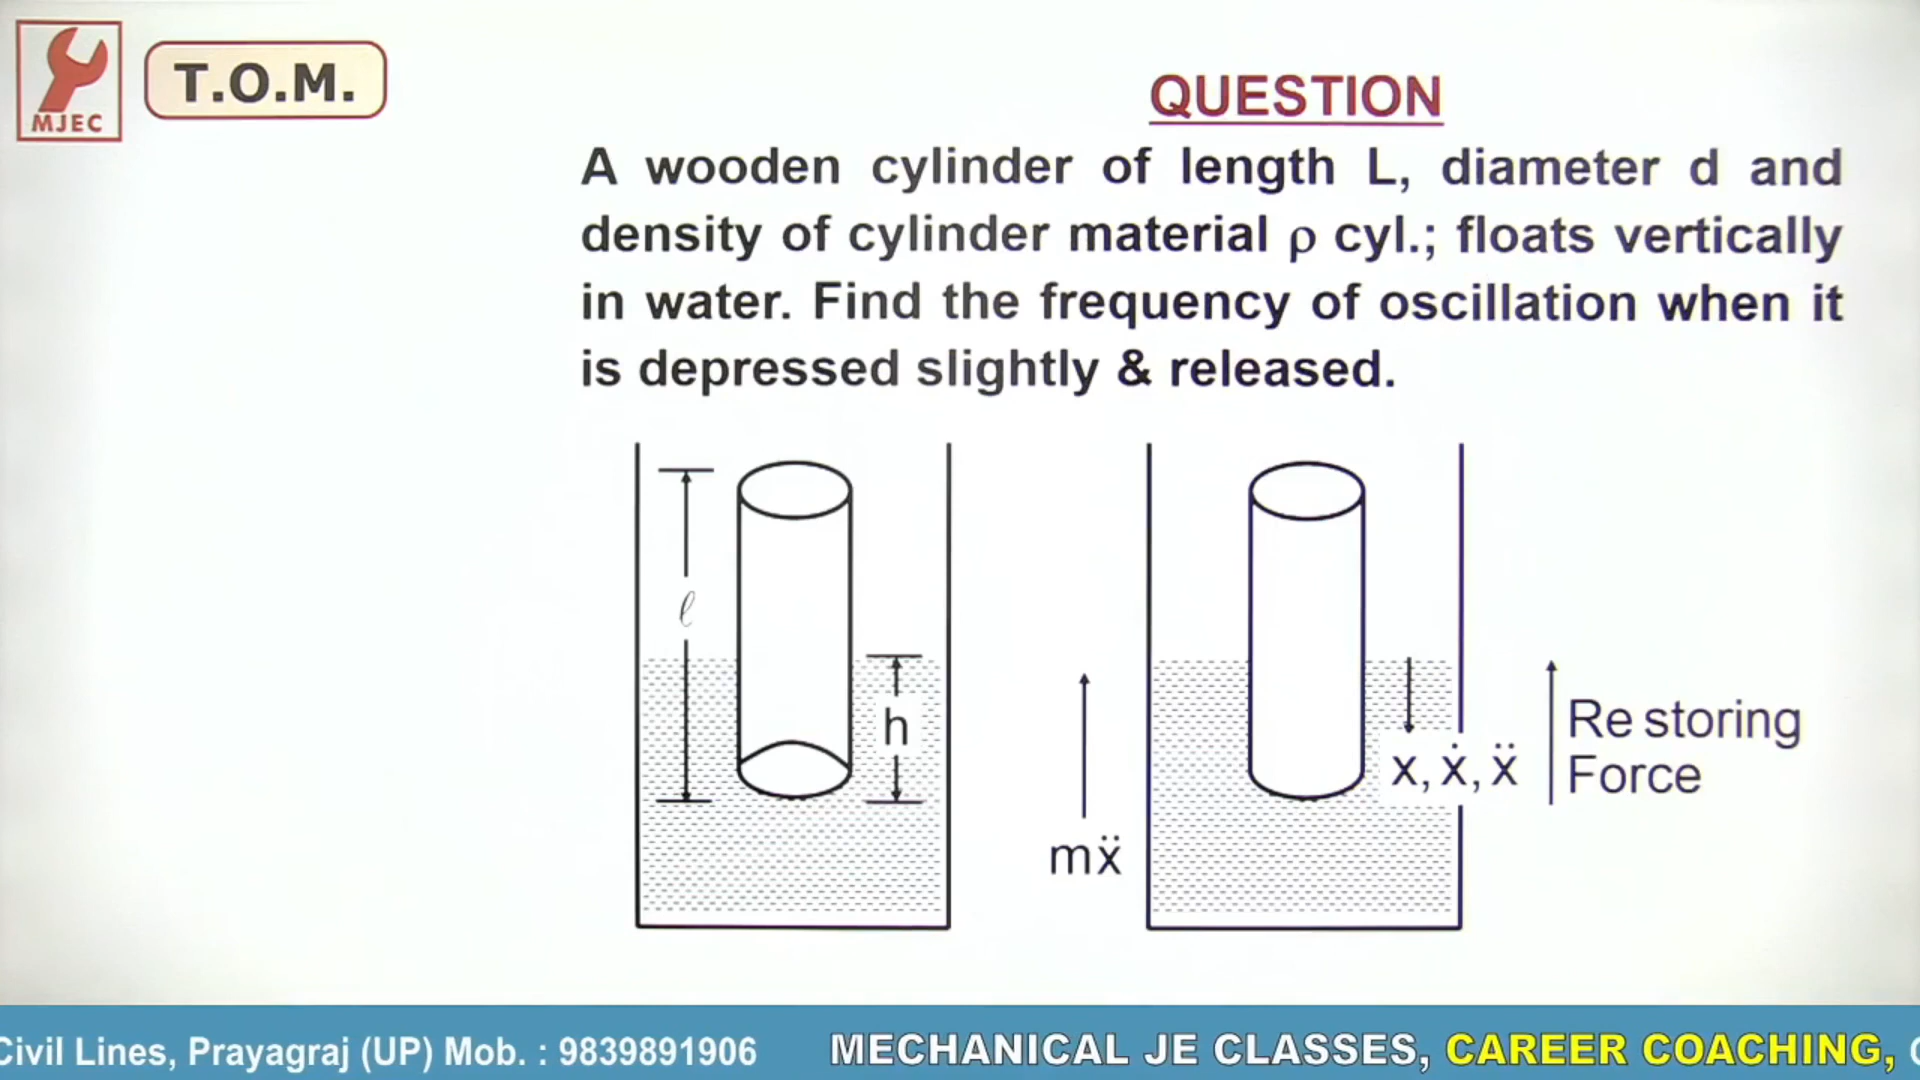 MJEC
T.O.M.
QUESTION
A wooden cylinder of length L, diameter d and
density of cylinder material ρ cyl.; floats vertically
in water. Find the frequency of oscillation when it
is depressed slightly & released.
ℓ
h
mẍ
x, ẋ, ẍ
Re storing
Force
Civil Lines, Prayagraj (UP) Mob. : 9839891906
MECHANICAL JE CLASSES, CAREER COACHING,